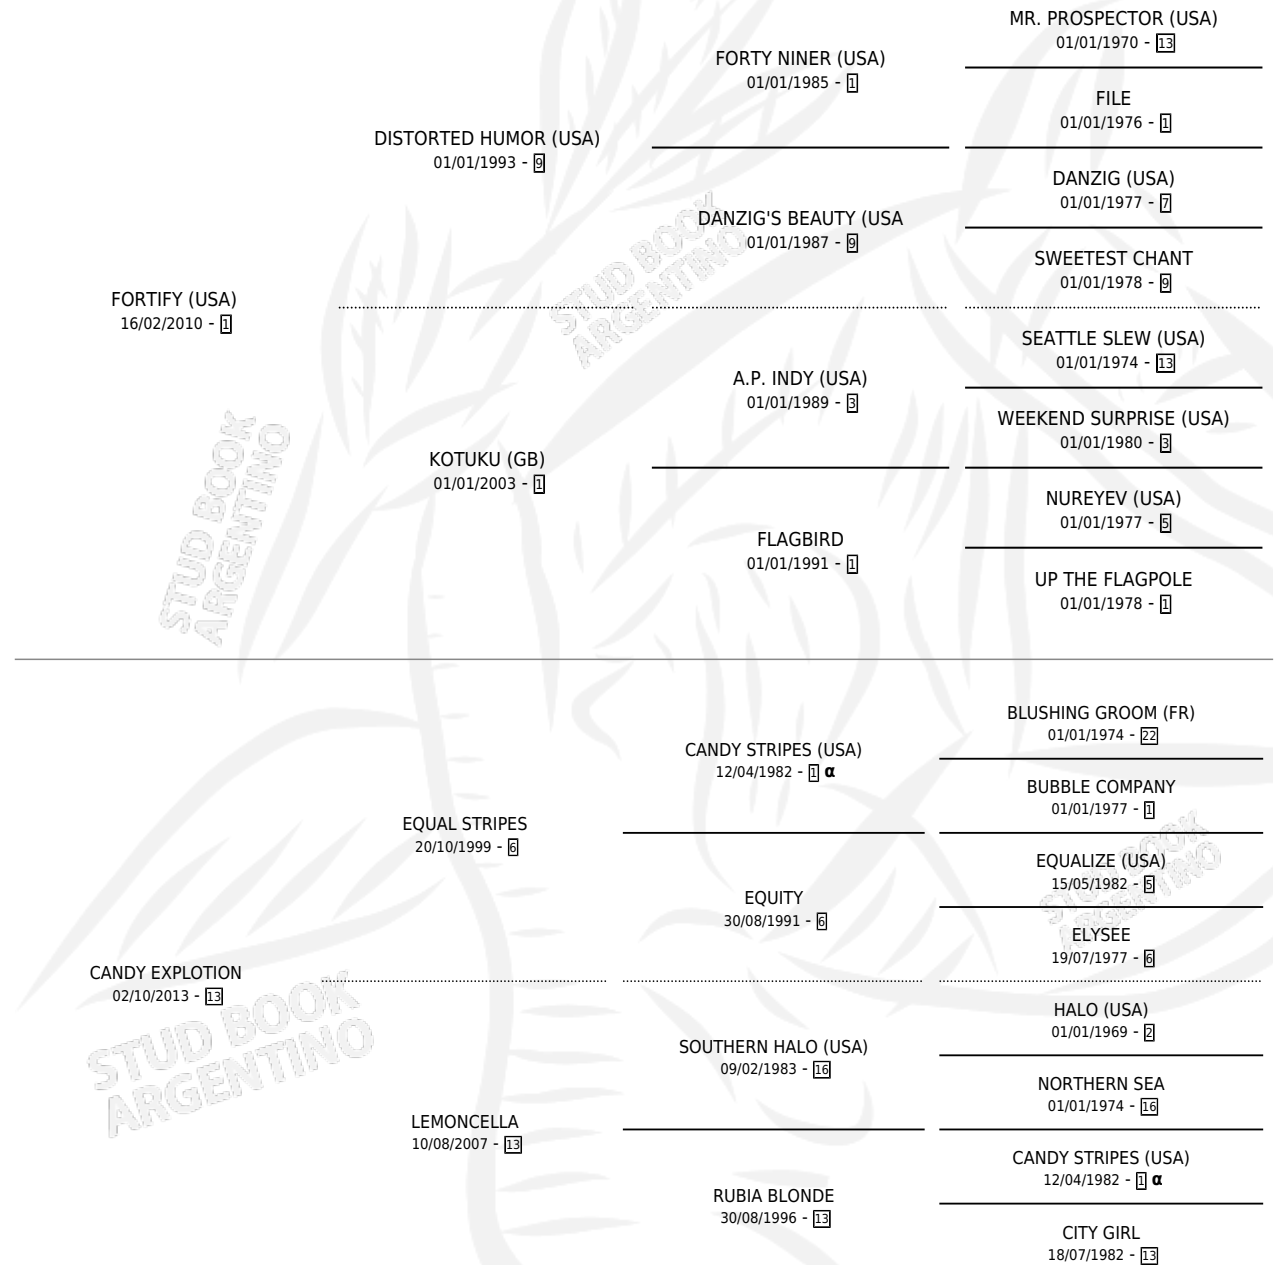 MR. PROSPECTOR (USA)
01/01/1970 - 13
FORTY NINER (USA)
01/01/1985 - 1
FILE
01/01/1976 - 1
DISTORTED HUMOR (USA)
01/01/1993 - 9
DANZIG (USA)
01/01/1977 - 7
DANZIG'S BEAUTY (USA
01/01/1987 - 9
SWEETEST CHANT
01/01/1978 - 9
FORTIFY (USA)
16/02/2010 - 1
SEATTLE SLEW (USA)
01/01/1974 - 13
A.P. INDY (USA)
01/01/1989 - 3
WEEKEND SURPRISE (USA)
01/01/1980 - 3
KOTUKU (GB)
01/01/2003 - 1
NUREYEV (USA)
01/01/1977 - 5
FLAGBIRD
01/01/1991 - 1
UP THE FLAGPOLE
01/01/1978 - 1
BLUSHING GROOM (FR)
01/01/1974 - 22
CANDY STRIPES (USA)
12/04/1982 - 1 α
BUBBLE COMPANY
01/01/1977 - 1
EQUAL STRIPES
20/10/1999 - 6
EQUALIZE (USA)
15/05/1982 - 5
EQUITY
30/08/1991 - 6
ELYSEE
19/07/1977 - 6
CANDY EXPLOTION
02/10/2013 - 13
HALO (USA)
01/01/1969 - 2
SOUTHERN HALO (USA)
09/02/1983 - 16
NORTHERN SEA
01/01/1974 - 16
LEMONCELLA
10/08/2007 - 13
CANDY STRIPES (USA)
12/04/1982 - 1 α
RUBIA BLONDE
30/08/1996 - 13
CITY GIRL
18/07/1982 - 13
STUD BOOK
ARGENTINO
STUD BOOK
ARGENTINO
STUD BOOK
ARGENTINO
STUD BOOK
ARGENTINO